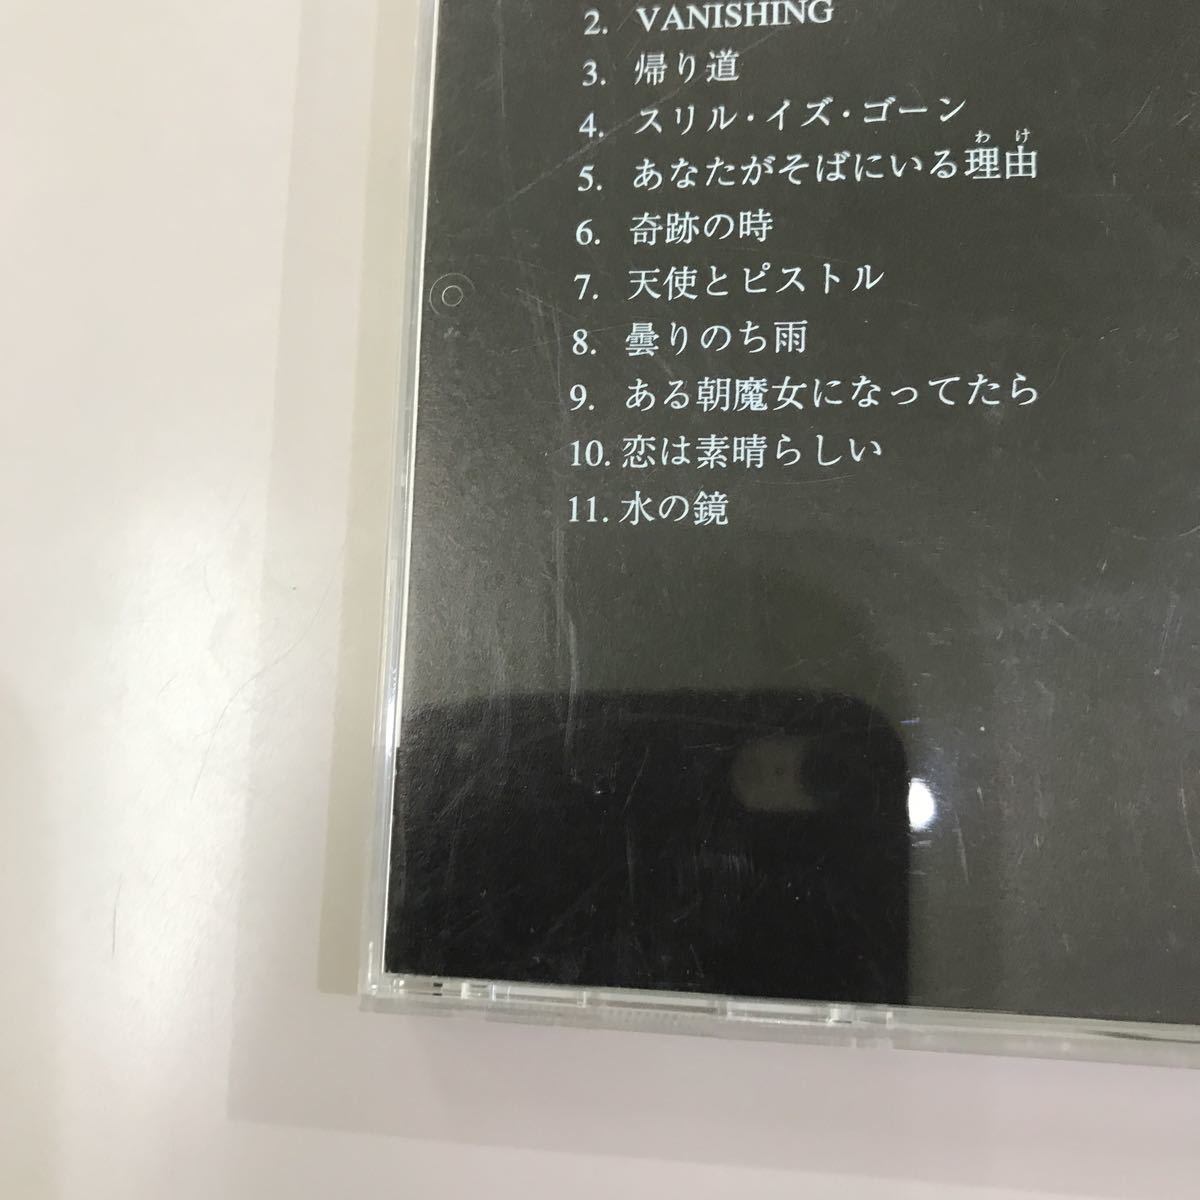 2. VANISHING
3. 帰り道
4. スリル・イズ・ゴーン
わけ
5. あなたがそばにいる理由
6. 奇跡の時
7. 天使とピストル
8. 曇りのち雨
9. ある朝魔女になってたら
10. 恋は素晴らしい
11. 水の鏡